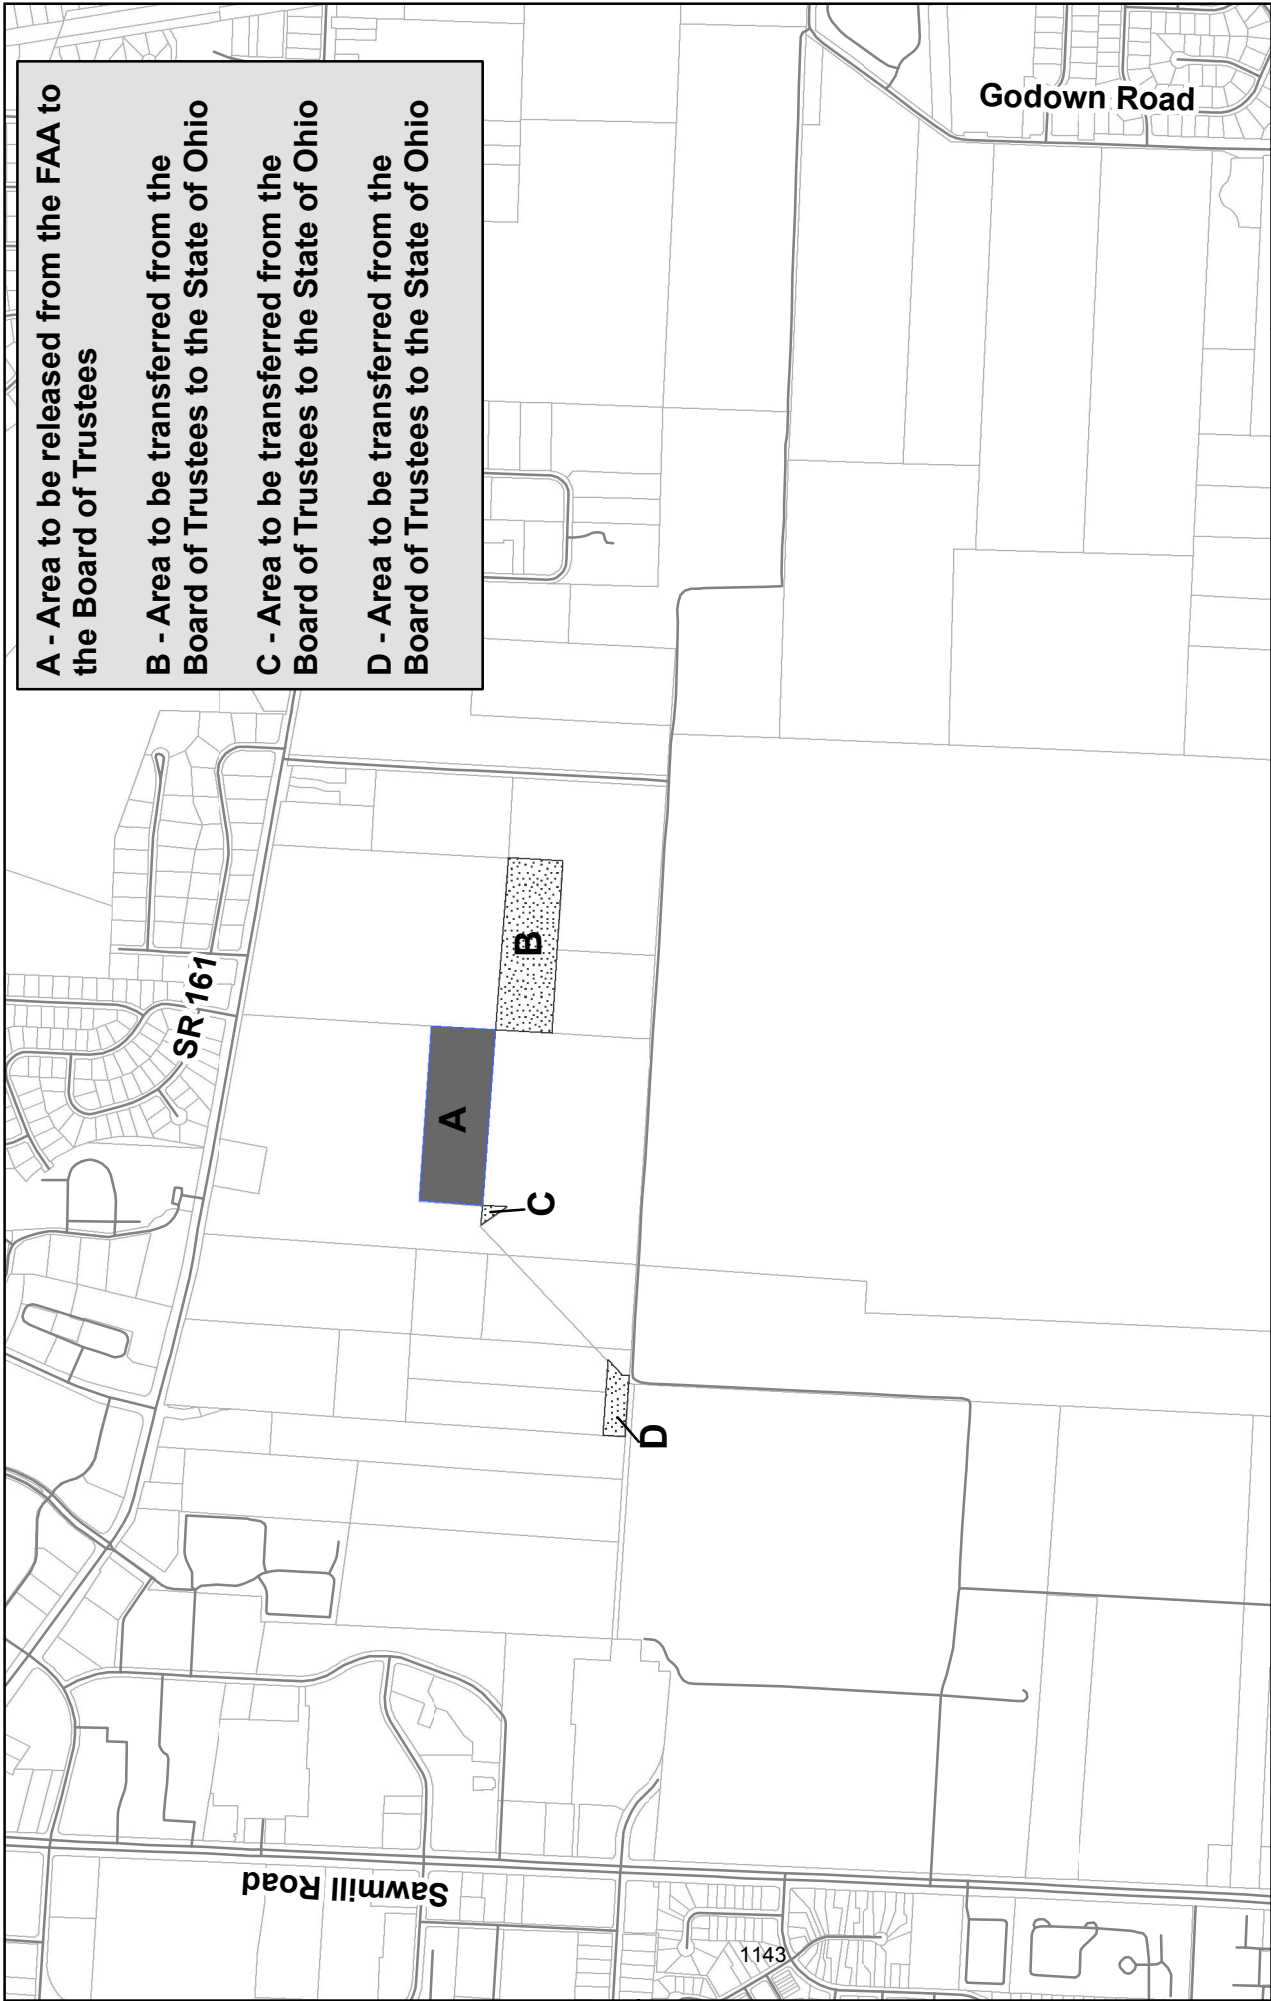 A - Area to be released from the FAA to
the Board of Trustees
B - Area to be transferred from the
Board of Trustees to the State of Ohio
C - Area to be transferred from the
Board of Trustees to the State of Ohio
D - Area to be transferred from the
Board of Trustees to the State of Ohio
Sawmill Road
SR 161
Godown Road
A
B
C
D
1143